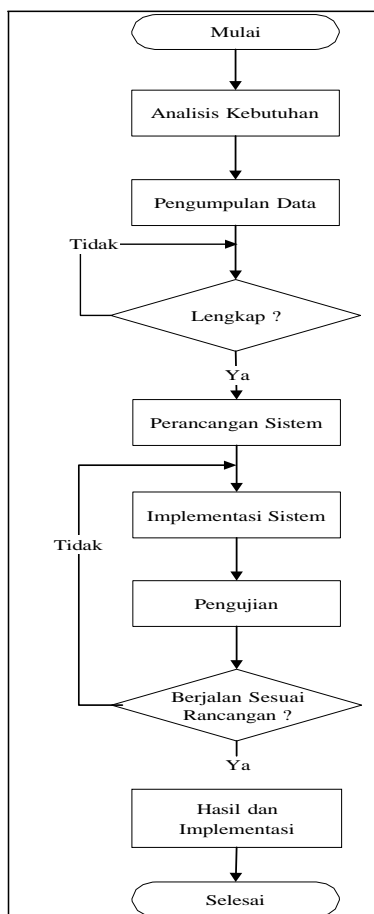 Mulai
Analisis Kebutuhan
Pengumpulan Data
Tidak
Lengkap ?
Ya
Perancangan Sistem
Implementasi Sistem
Tidak
Pengujian
Berjalan Sesuai
Rancangan ?
Ya
Hasil dan
Implementasi
Selesai